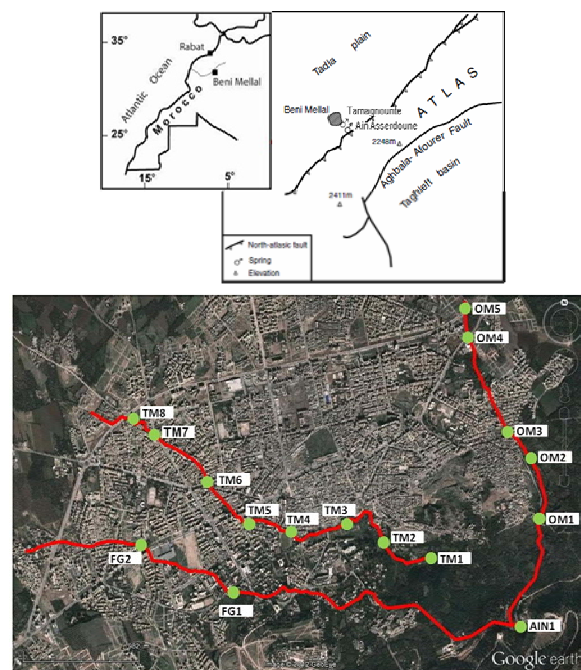 35°
Rabat
Beni Mellal
Atlantic Ocean
Morocco
25°
15°
5°
Tadla plain
ATLAS
Beni Mellal
Tamagnounte
Ain Asserdoune
2248m
Aghbala-Afourer Fault
Taghleft basin
2411m
North-atlasic fault
Spring
Elevation
OM5
OM4
TM8
TM7
OM3
OM2
TM6
TM5
TM4
TM3
OM1
TM2
TM1
FG2
FG1
AIN1
Google earth